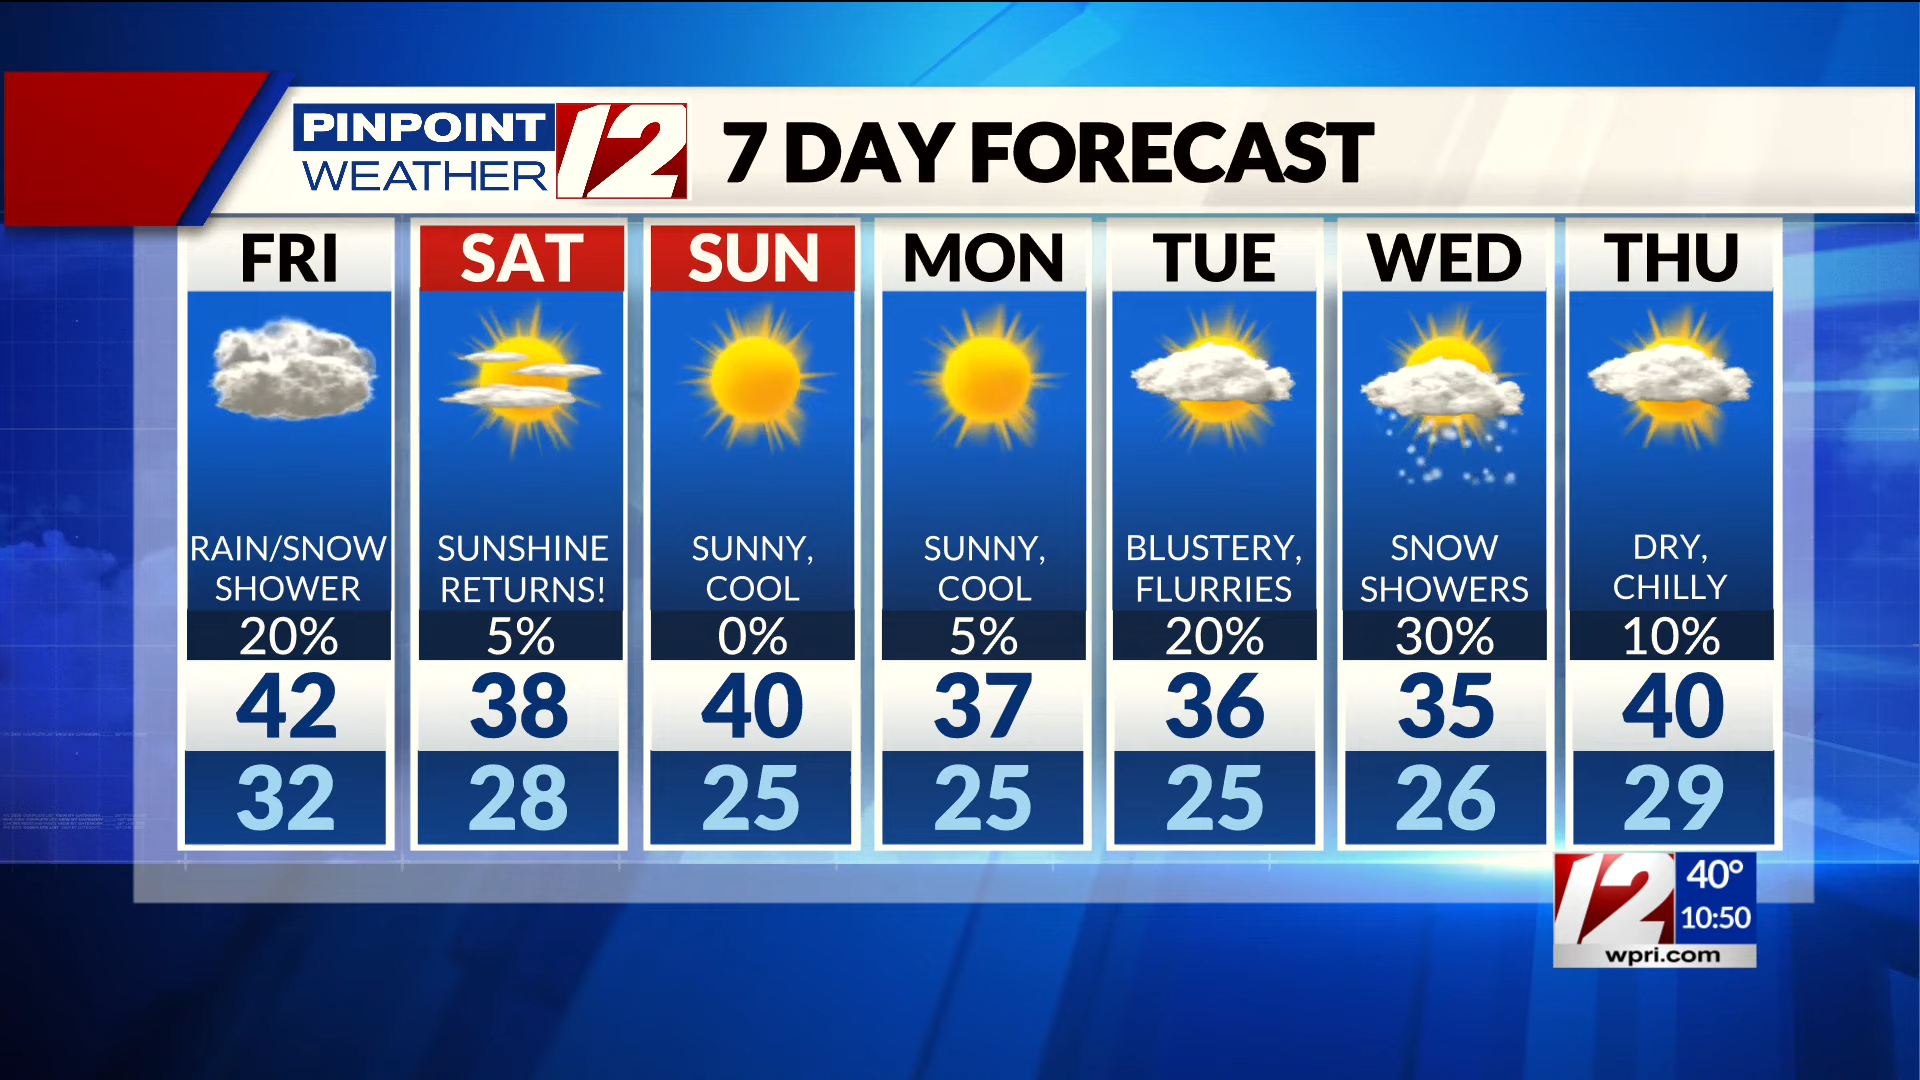 PINPOINT
WEATHER
12
7 DAY FORECAST
FRI
SAT
SUN
MON
TUE
WED
THU
RAIN/SNOW
SHOWER
SUNSHINE
RETURNS!
SUNNY,
COOL
SUNNY,
COOL
BLUSTERY,
FLURRIES
SNOW
SHOWERS
DRY,
CHILLY
20%
5%
0%
5%
20%
30%
10%
42
38
40
37
36
35
40
32
28
25
25
25
26
29
12
40°
10:50
wpri.com